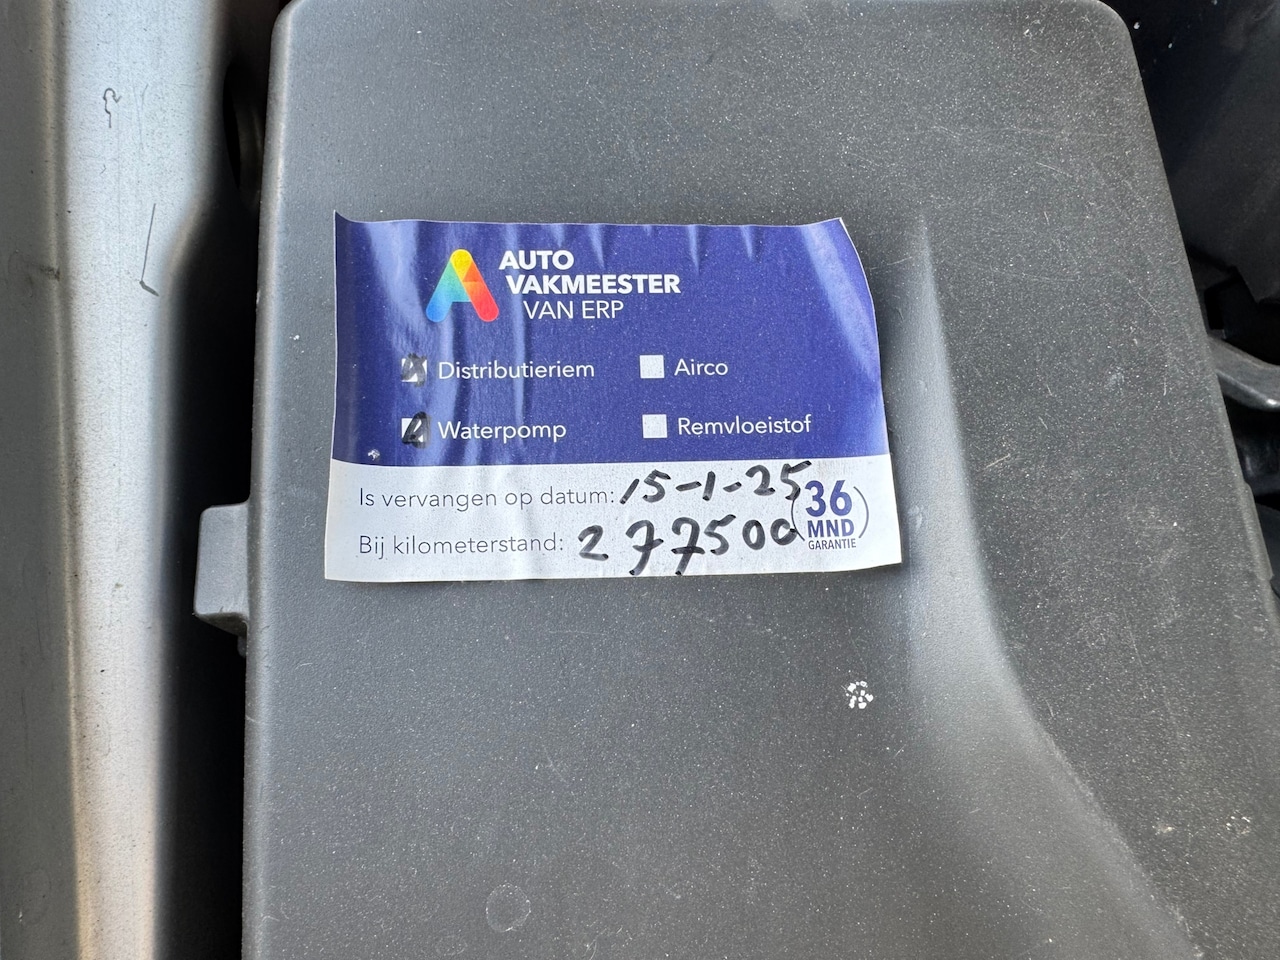 AUTO
VAKMEESTER
VAN ERP
Distributieriem
Airco
Waterpomp
Remvloeistof
Is vervangen op datum: 15-1-25
Bij kilometerstand: 277500
36
MND
GARANTIE